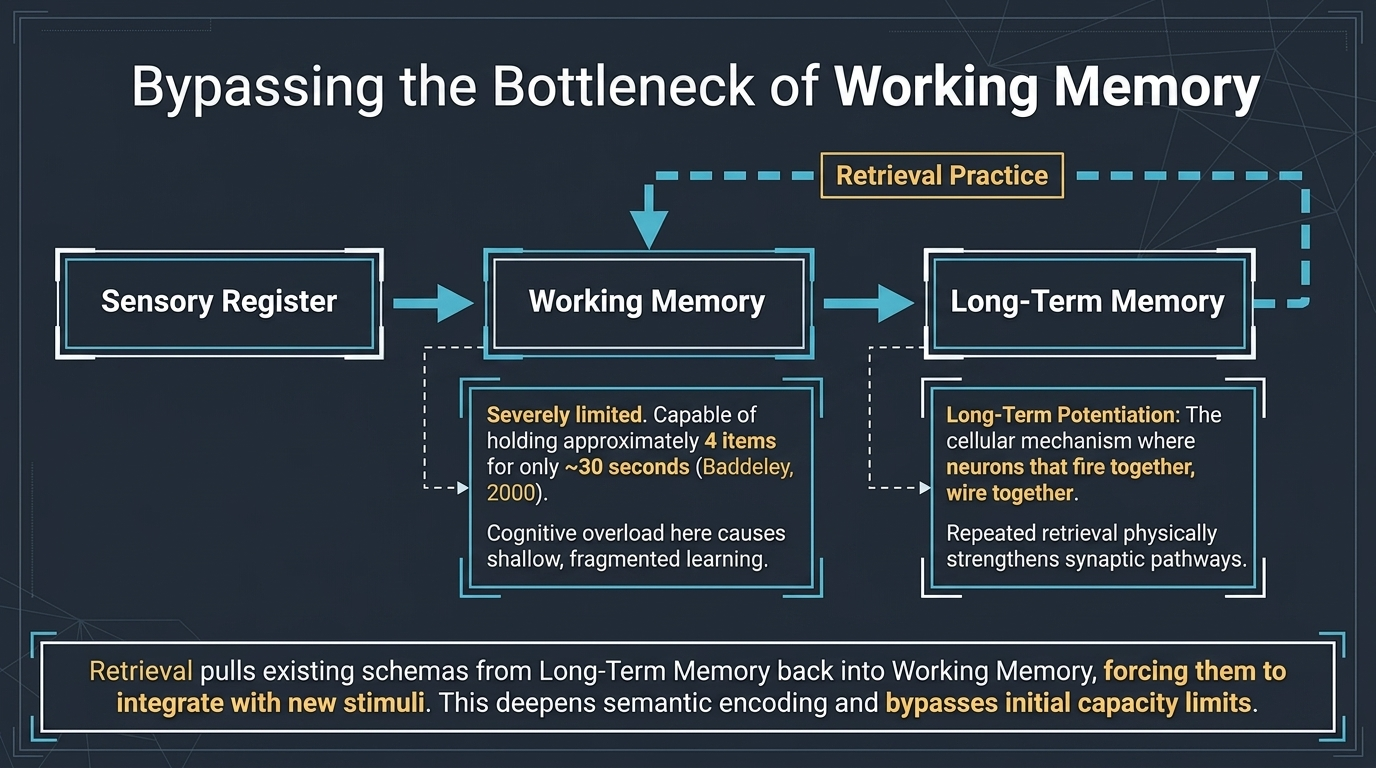 Bypassing the Bottleneck of Working Memory
Retrieval Practice
Sensory Register
Working Memory
Long-Term Memory
Severely limited. Capable of
holding approximately 4 items
for only ~30 seconds (Baddeley,
2000).
Cognitive overload here causes
shallow, fragmented learning.
Long-Term Potentiation: The
cellular mechanism where
neurons that fire together,
wire together.
Repeated retrieval physically
strengthens synaptic pathways.
Retrieval pulls existing schemas from Long-Term Memory back into Working Memory, forcing them to
integrate with new stimuli. This deepens semantic encoding and bypasses initial capacity limits.